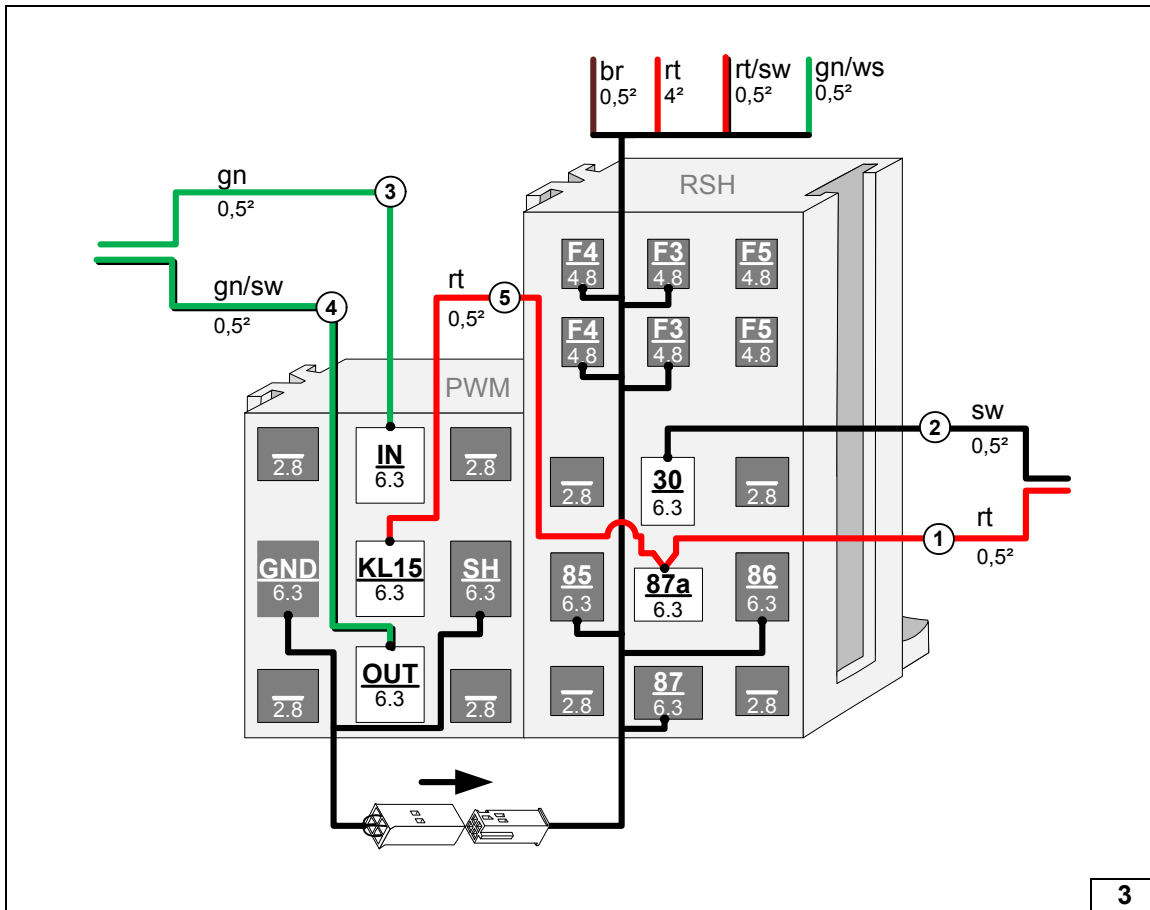 br
0,5²
rt
4²
rt/sw
0,5²
gn/ws
0,5²
RSH
gn
0,5²
3
gn/sw
0,5²
4
rt
0,5²
5
F4
4.8
F3
4.8
F5
4.8
F4
4.8
F3
4.8
F5
4.8
PWM
2.8
IN
6.3
2.8
2.8
30
6.3
2.8
2
sw
0,5²
1
rt
0,5²
GND
6.3
KL15
6.3
SH
6.3
85
6.3
87a
6.3
86
6.3
2.8
OUT
6.3
2.8
2.8
87
6.3
2.8
3